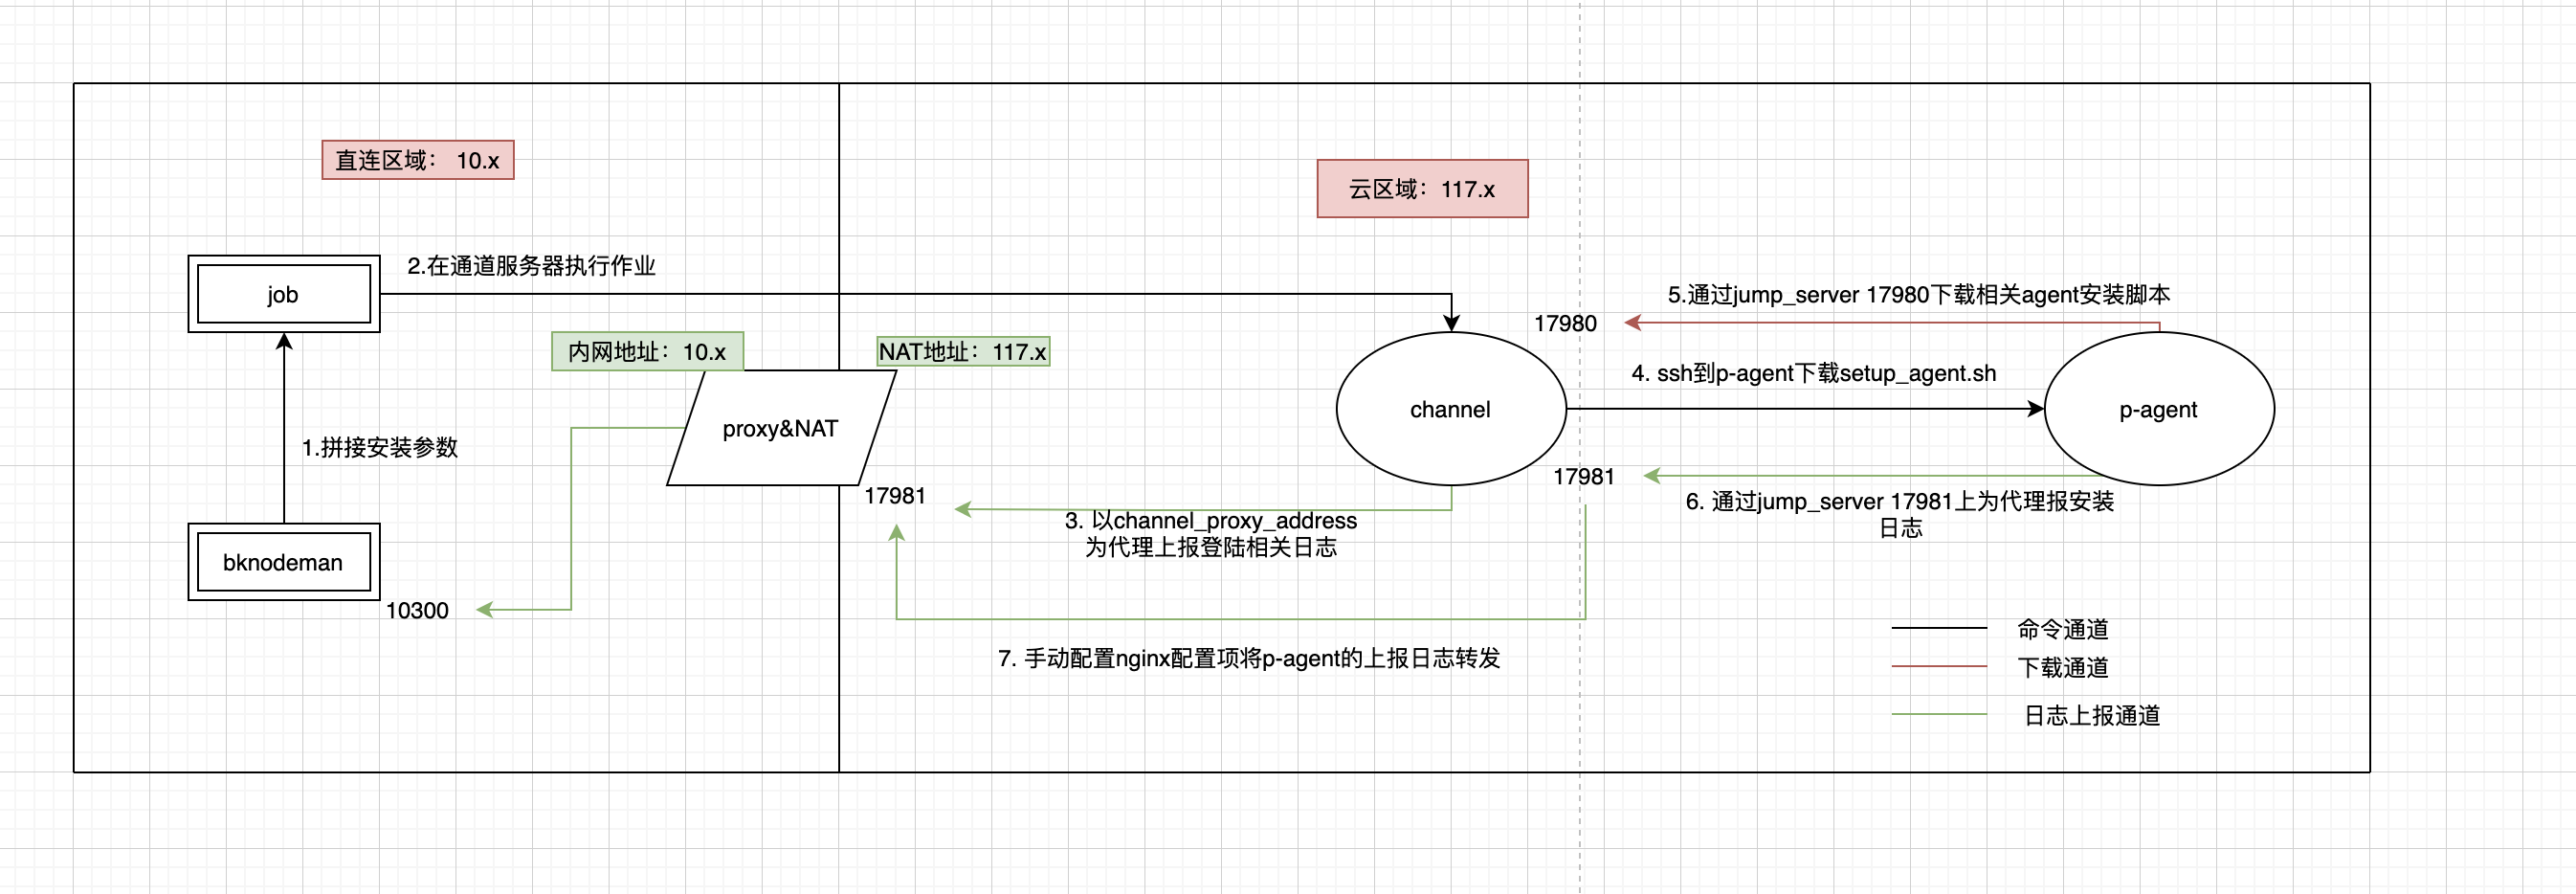 直连区域： 10.x
云区域：117.x
2.在通道服务器执行作业
job
5.通过jump_server 17980下载相关agent安装脚本
17980
内网地址：10.x
NAT地址：117.x
4. ssh到p-agent下载setup_agent.sh
channel
p-agent
proxy&NAT
1.拼接安装参数
17981
17981
6. 通过jump_server 17981上为代理报安装
日志
3. 以channel_proxy_address
为代理上报登陆相关日志
bknodeman
10300
7. 手动配置nginx配置项将p-agent的上报日志转发
命令通道
下载通道
日志上报通道